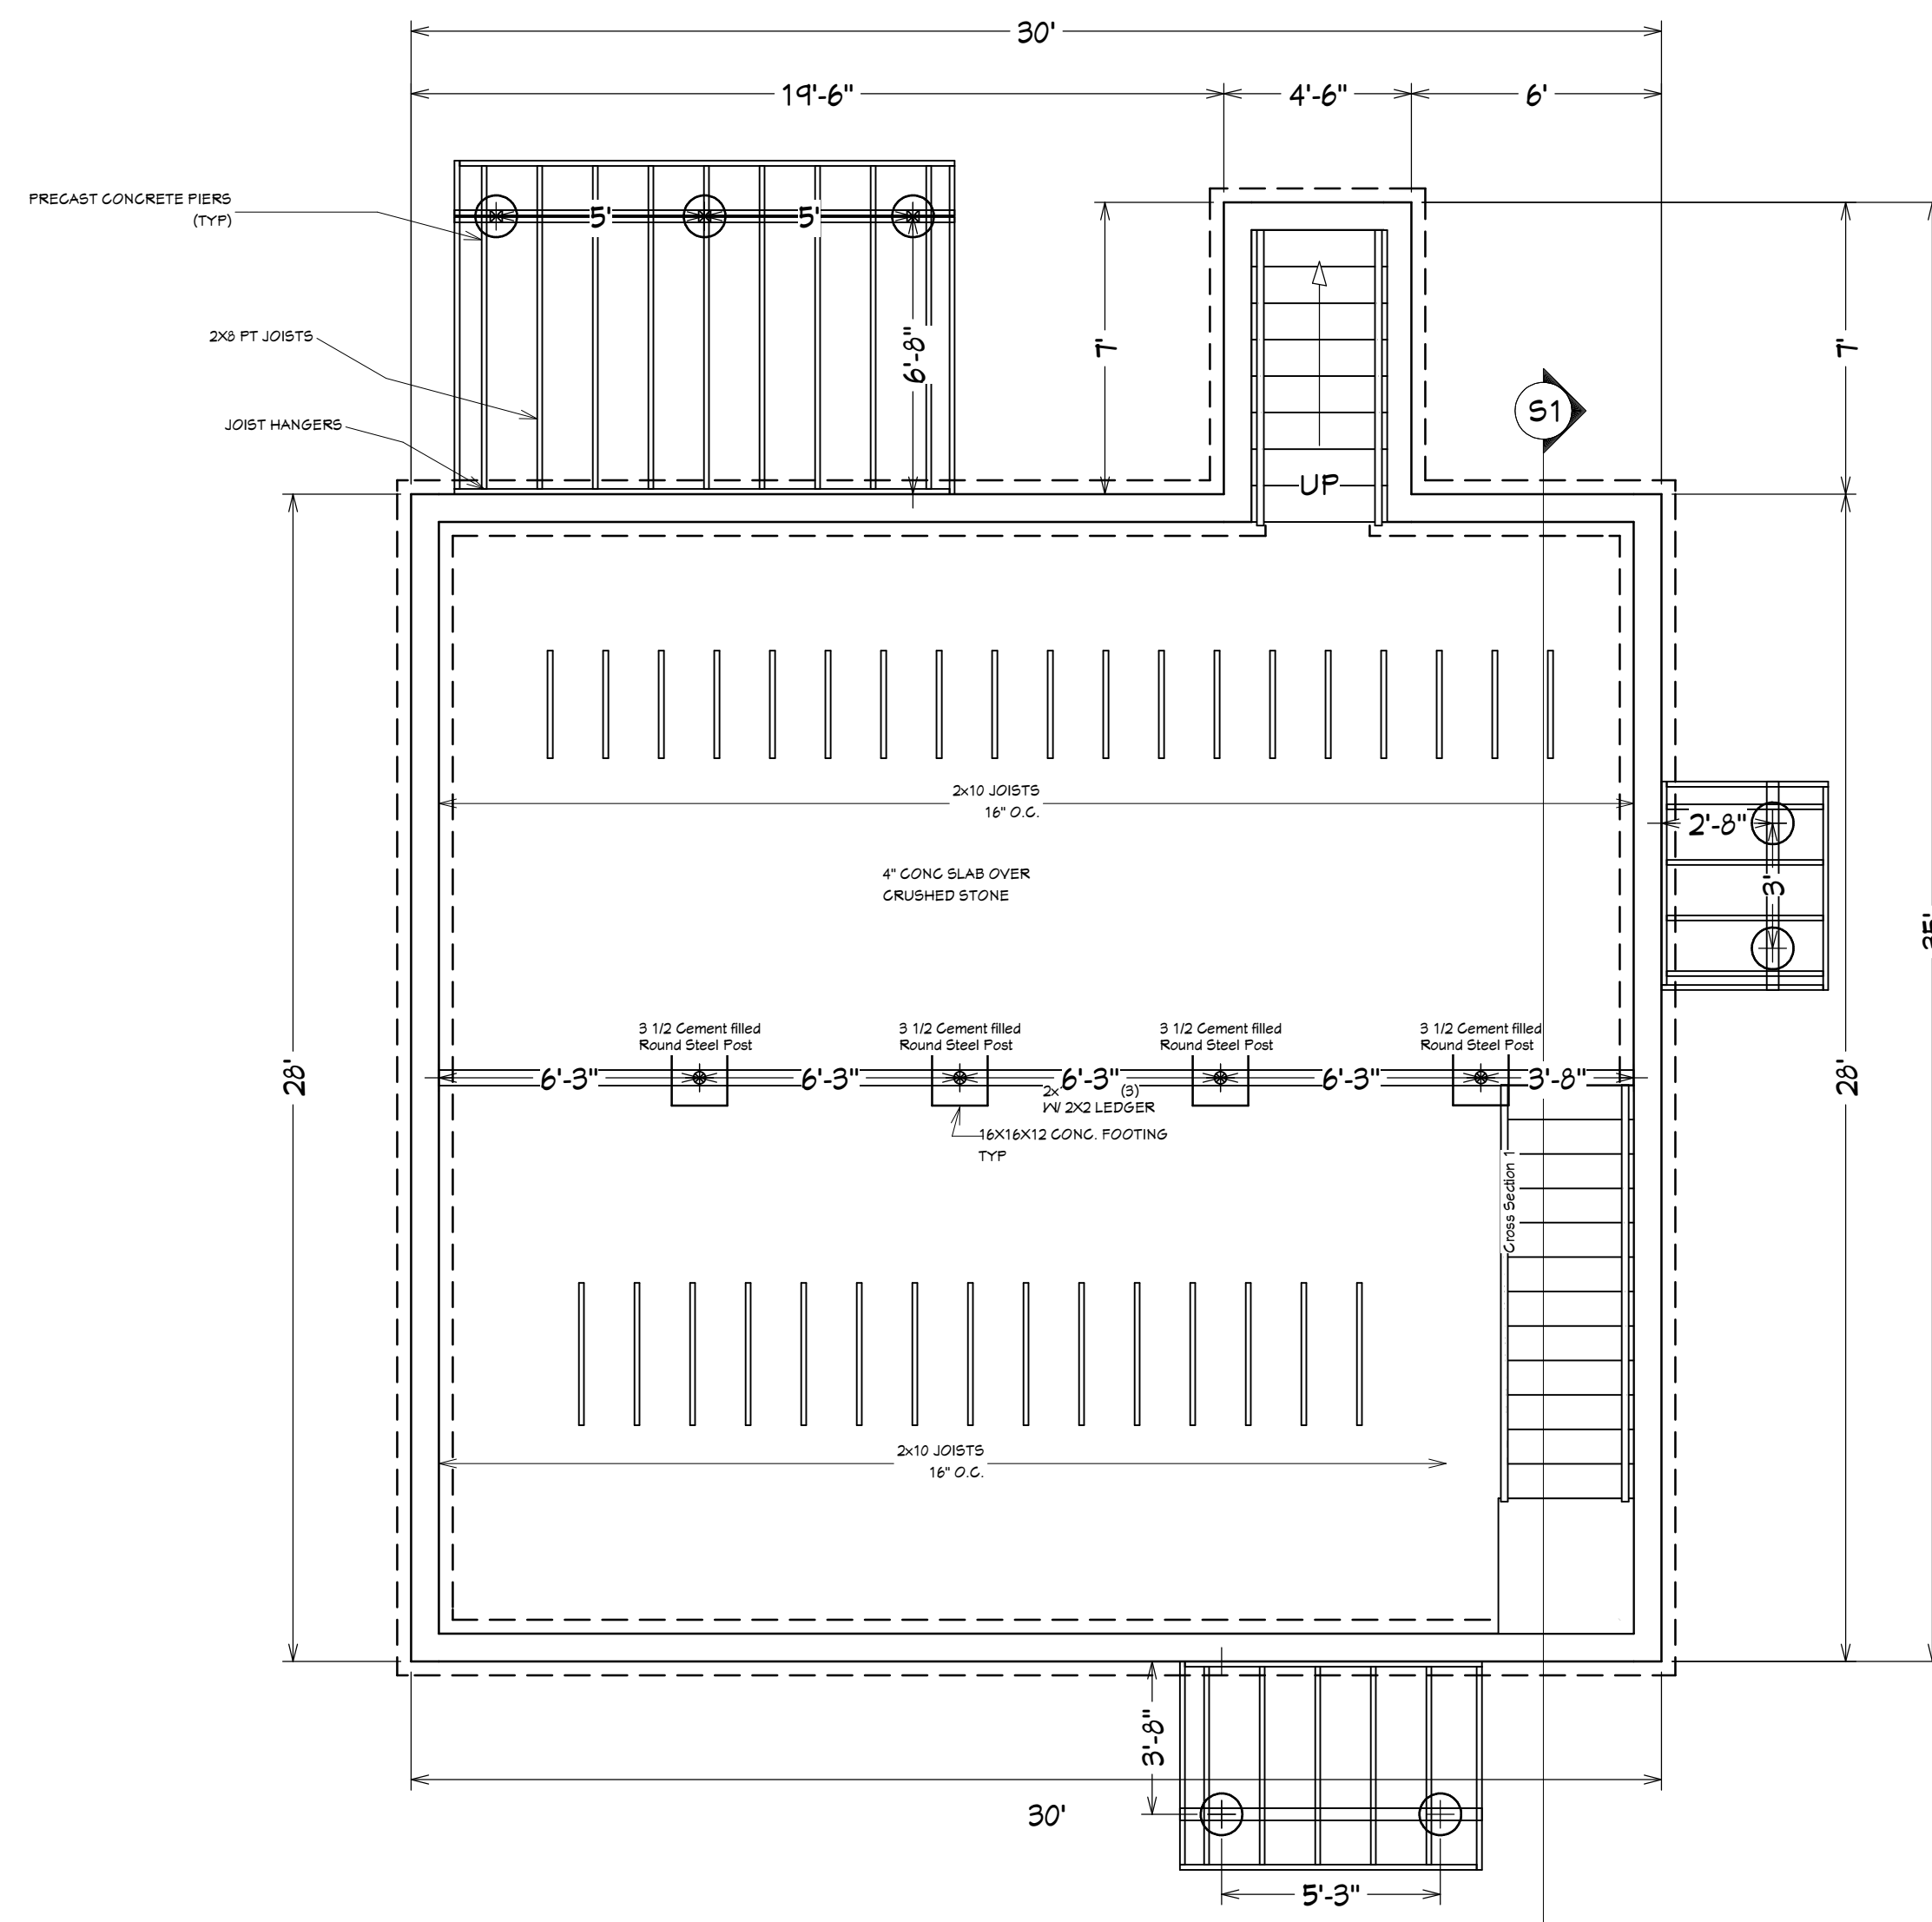 30'
19'-6"
4'-6"
6'
PRECAST CONCRETE PIERS
(TYP)
5'
5'
2X8 PT JOISTS
6'-8"
7'
7'
JOIST HANGERS
S1
UP
2x10 JOISTS
16" O.C.
2'-8"
3'
4" CONC SLAB OVER
CRUSHED STONE
35'
3 1/2 Cement filled
Round Steel Post
3 1/2 Cement filled
Round Steel Post
3 1/2 Cement filled
Round Steel Post
3 1/2 Cement filled
Round Steel Post
28'
6'-3"
6'-3"
6'-3"
6'-3"
3'-8"
28'
2x (3)
W/ 2X2 LEDGER
16X16X12 CONC. FOOTING
TYP
Cross Section 1
2x10 JOISTS
16" O.C.
3'-8"
30'
5'-3"